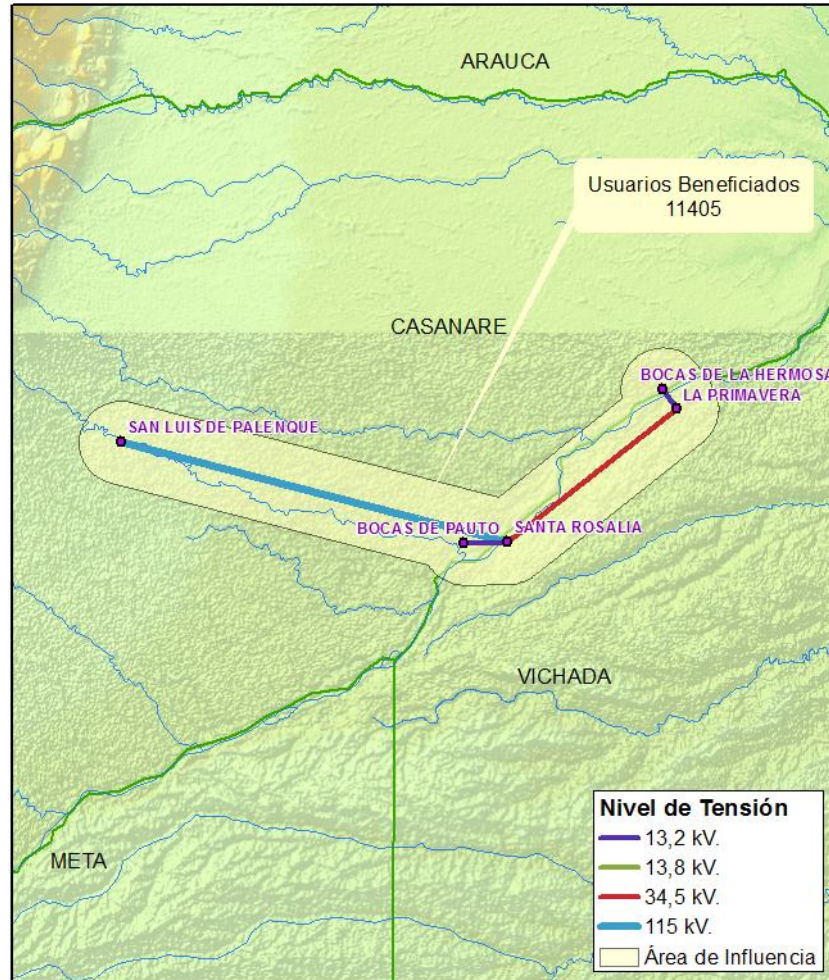 ARAUCA
Usuarios Beneficiados
11405
CASANARE
BOCAS DE LA HERMOSA
LA PRIMAVERA
SAN LUIS DE PALENQUE
BOCAS DE PAUTO
SANTA ROSALIA
VICHADA
META
Nivel de Tensión
13,2 kV.
13,8 kV.
34,5 kV.
115 kV.
Área de Influencia